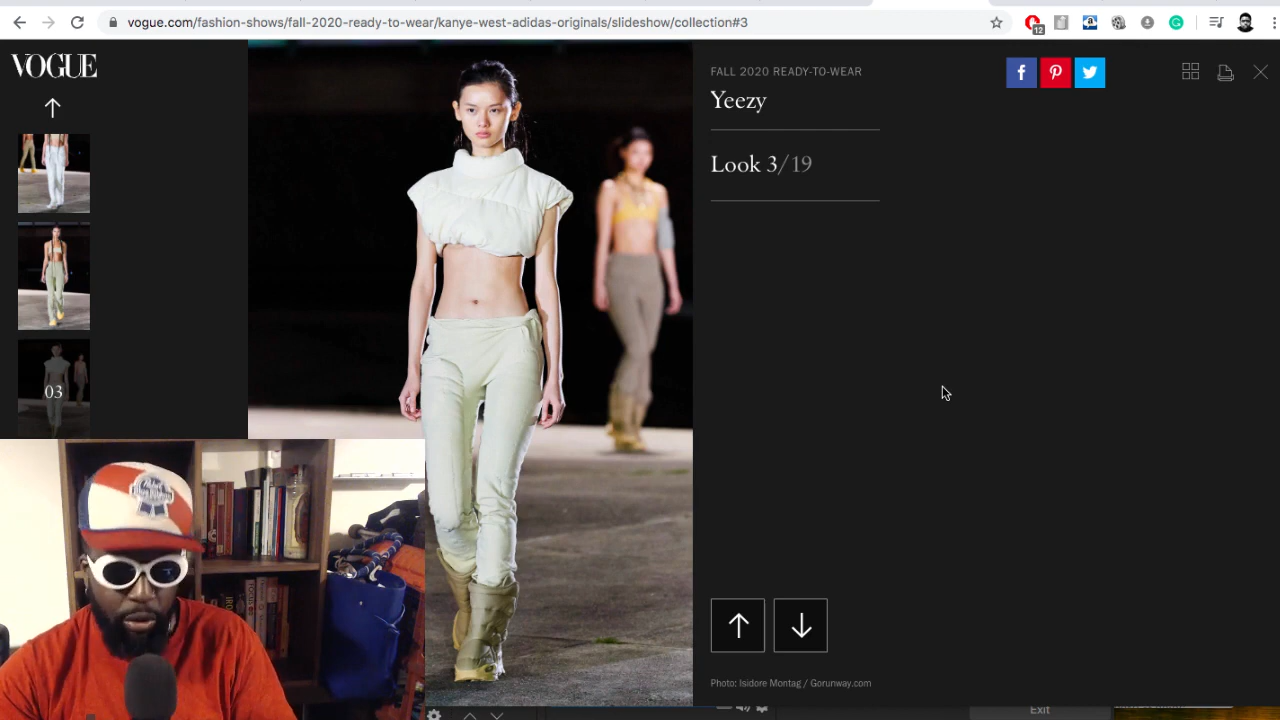 vogue.com/fashion-shows/fall-2020-ready-to-wear/kanye-west-adidas-originals/slideshow/collection#3
12
VOGUE
FALL 2020 READY-TO-WEAR
Yeezy
Look 3/19
03
Photo: Isidore Montag / Gorunway.com
Exit